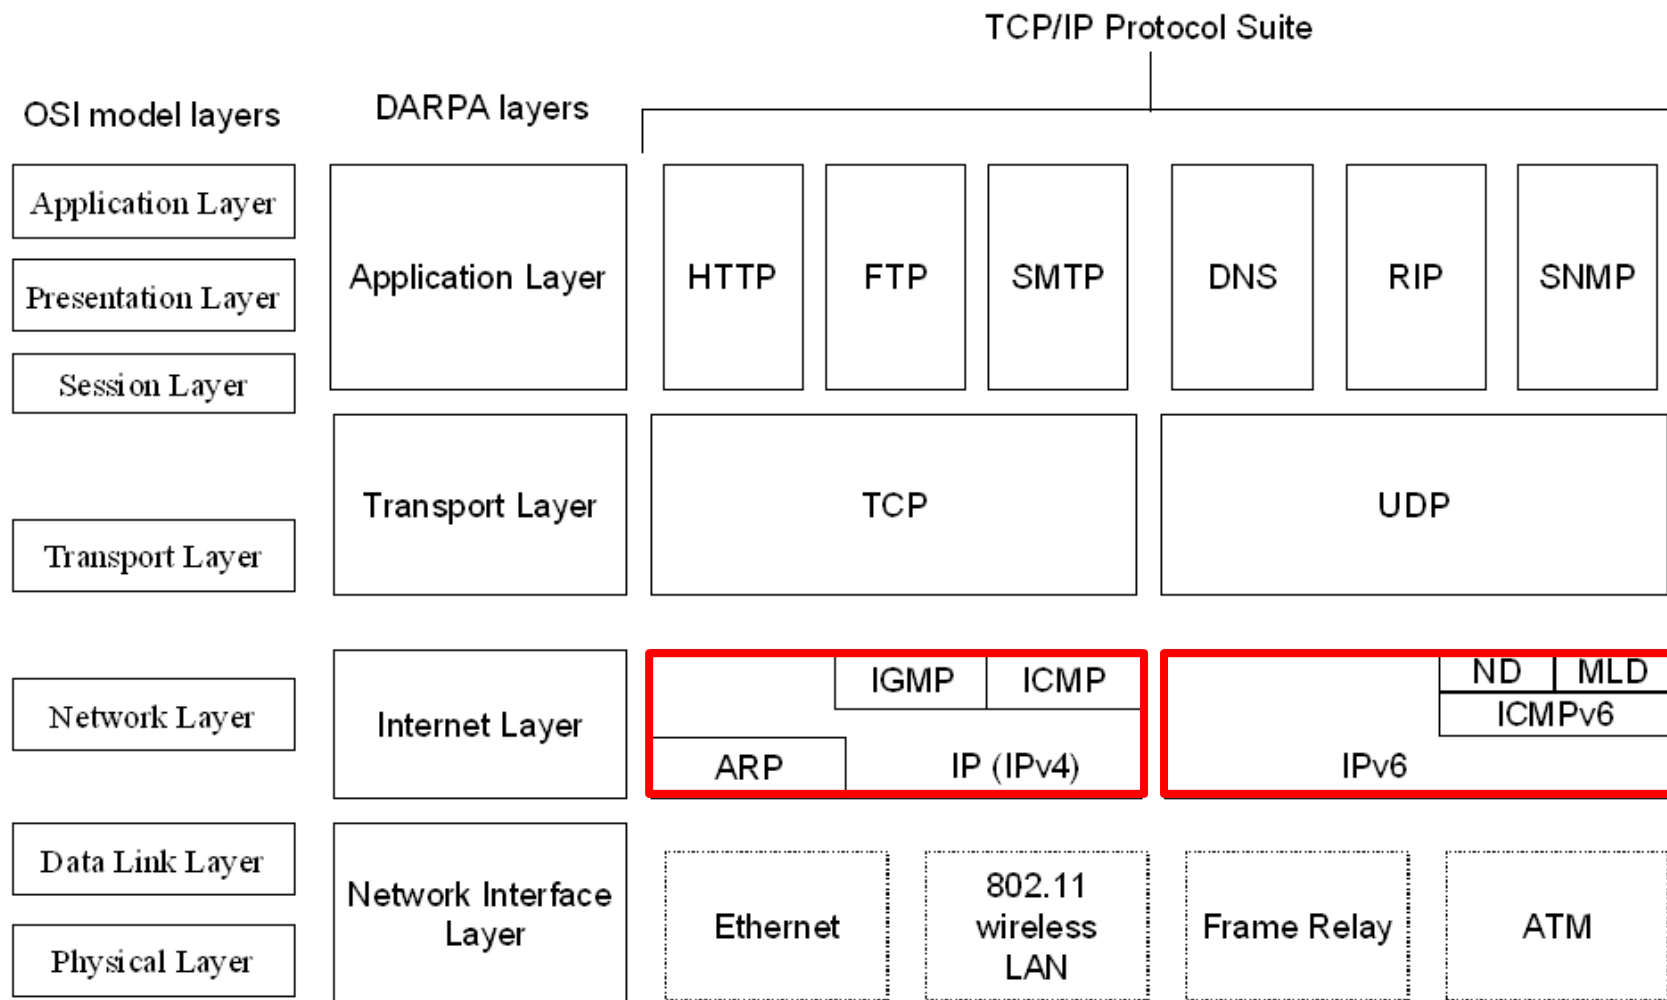 TCP/IP Protocol Suite
OSI model layers
DARPA layers
Application Layer
Presentation Layer
Session Layer
Application Layer
HTTP
FTP
SMTP
DNS
RIP
SNMP
Transport Layer
Transport Layer
TCP
UDP
Network Layer
Internet Layer
IGMP
ICMP
ARP
IP (IPv4)
ND
MLD
ICMPv6
IPv6
Data Link Layer
Physical Layer
Network Interface
Layer
Ethernet
802.11
wireless
LAN
Frame Relay
ATM